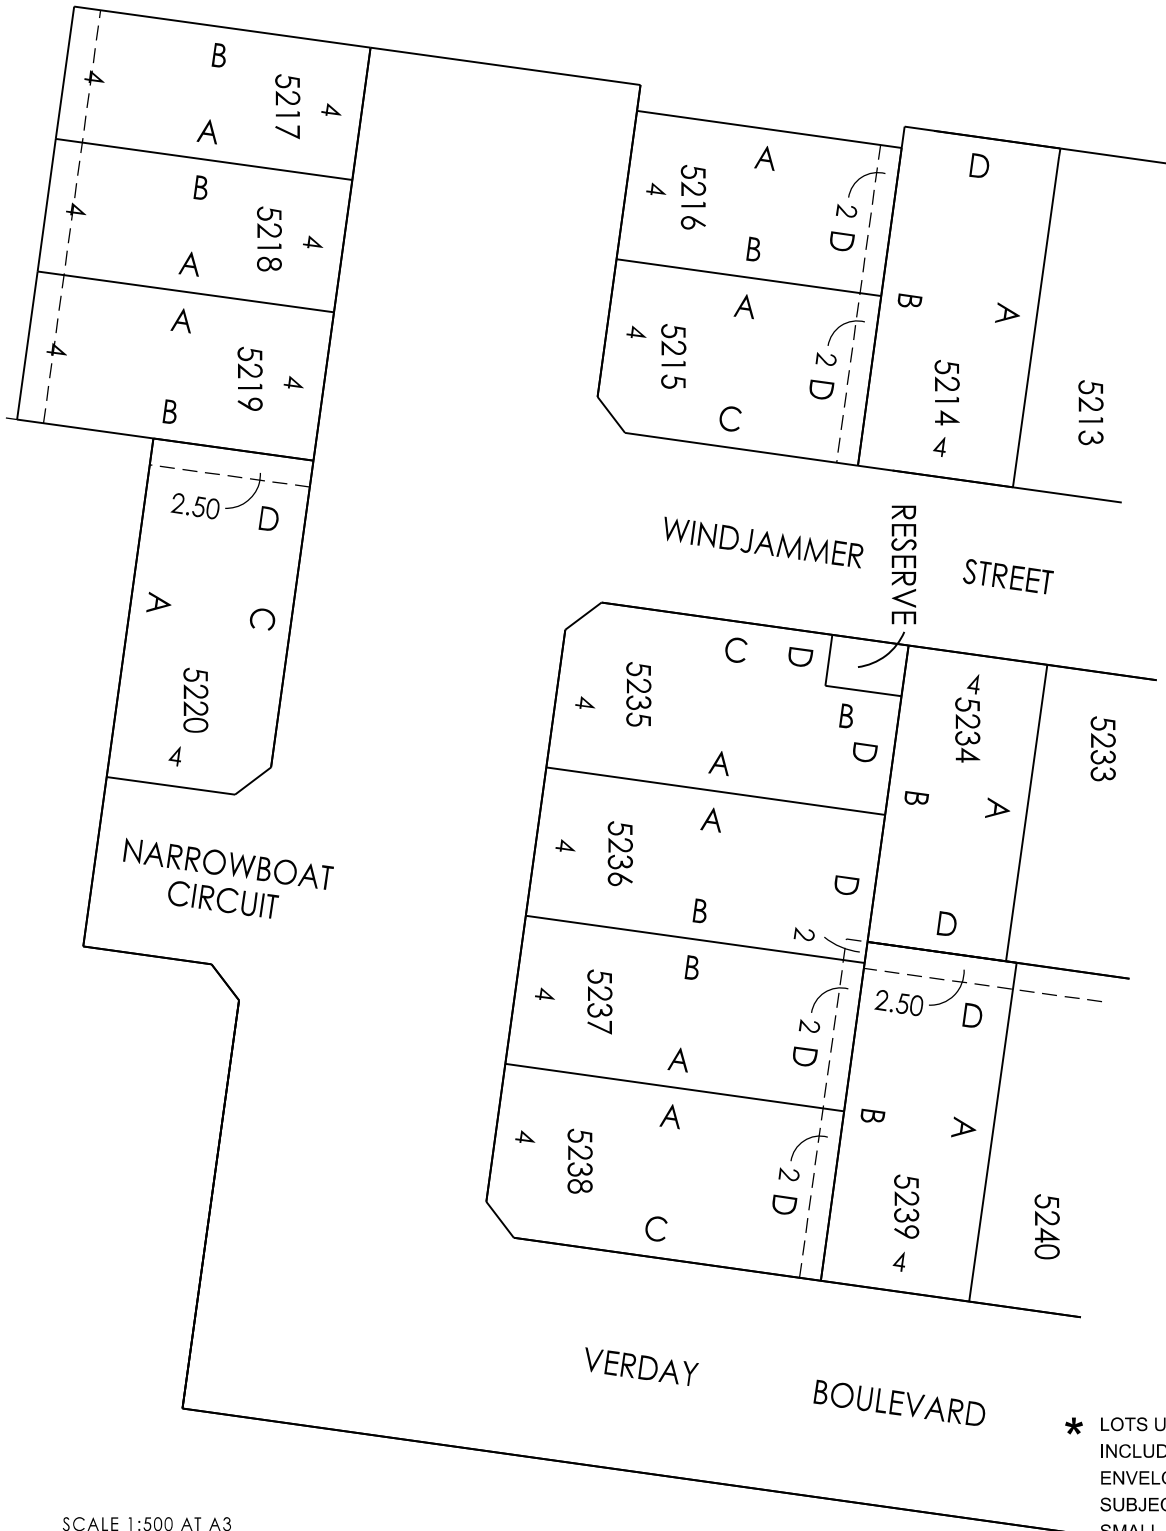 B
5217
4
4
A
B
5218
4
4
A
A
5219
4
4
B
2.50
D
A
C
5220
4
NARROWBOAT
CIRCUIT
A
5216
4
2 D
B
A
5215
4
2 D
C
D
A
B
5214
4
5213
WINDJAMMER STREET
RESERVE
C
D
5235
4
B
D
A
4
5234
A
B
D
5233
A
5236
4
D
B
2
B
5237
4
2 D
A
A
5238
4
2 D
C
2.50
D
A
B
5239
4
5240
VERDAY BOULEVARD
* LOTS U
INCLUD
ENVELO
SUBJEC
SCALE 1:500 AT A3